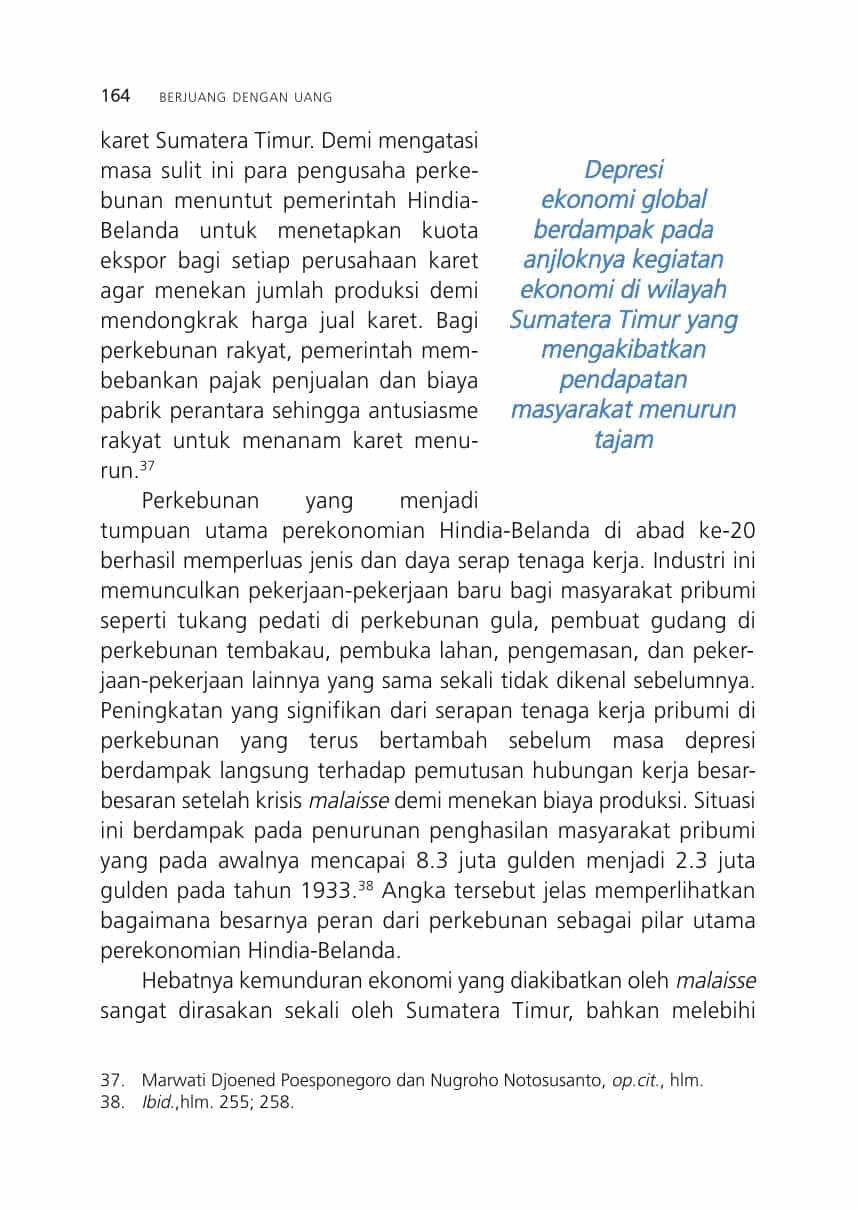 164 BERJUANG DENGAN UANG
karet Sumatera Timur. Demi mengatasi
masa sulit ini para pengusaha perke-
bunan menuntut pemerintah Hindia-
Belanda untuk menetapkan kuota
ekspor bagi setiap perusahaan karet
agar menekan jumlah produksi demi
mendongkrak harga jual karet. Bagi
perkebunan rakyat, pemerintah mem-
bebankan pajak penjualan dan biaya
pabrik perantara sehingga antusiasme
rakyat untuk menanam karet menu-
run.37
Depresi
ekonomi global
berdampak pada
anjloknya kegiatan
ekonomi di wilayah
Sumatera Timur yang
mengakibatkan
pendapatan
masyarakat menurun
tajam
Perkebunan yang menjadi
tumpuan utama perekonomian Hindia-Belanda di abad ke-20
berhasil memperluas jenis dan daya serap tenaga kerja. Industri ini
memunculkan pekerjaan-pekerjaan baru bagi masyarakat pribumi
seperti tukang pedati di perkebunan gula, pembuat gudang di
perkebunan tembakau, pembuka lahan, pengemasan, dan peker-
jaan-pekerjaan lainnya yang sama sekali tidak dikenal sebelumnya.
Peningkatan yang signifikan dari serapan tenaga kerja pribumi di
perkebunan yang terus bertambah sebelum masa depresi
berdampak langsung terhadap pemutusan hubungan kerja besar-
besaran setelah krisis malaisse demi menekan biaya produksi. Situasi
ini berdampak pada penurunan penghasilan masyarakat pribumi
yang pada awalnya mencapai 8.3 juta gulden menjadi 2.3 juta
gulden pada tahun 1933.38 Angka tersebut jelas memperlihatkan
bagaimana besarnya peran dari perkebunan sebagai pilar utama
perekonomian Hindia-Belanda.
Hebatnya kemunduran ekonomi yang diakibatkan oleh malaisse
sangat dirasakan sekali oleh Sumatera Timur, bahkan melebihi
37. Marwati Djoened Poesponegoro dan Nugroho Notosusanto, op.cit., hlm.
38. Ibid.,hlm. 255; 258.